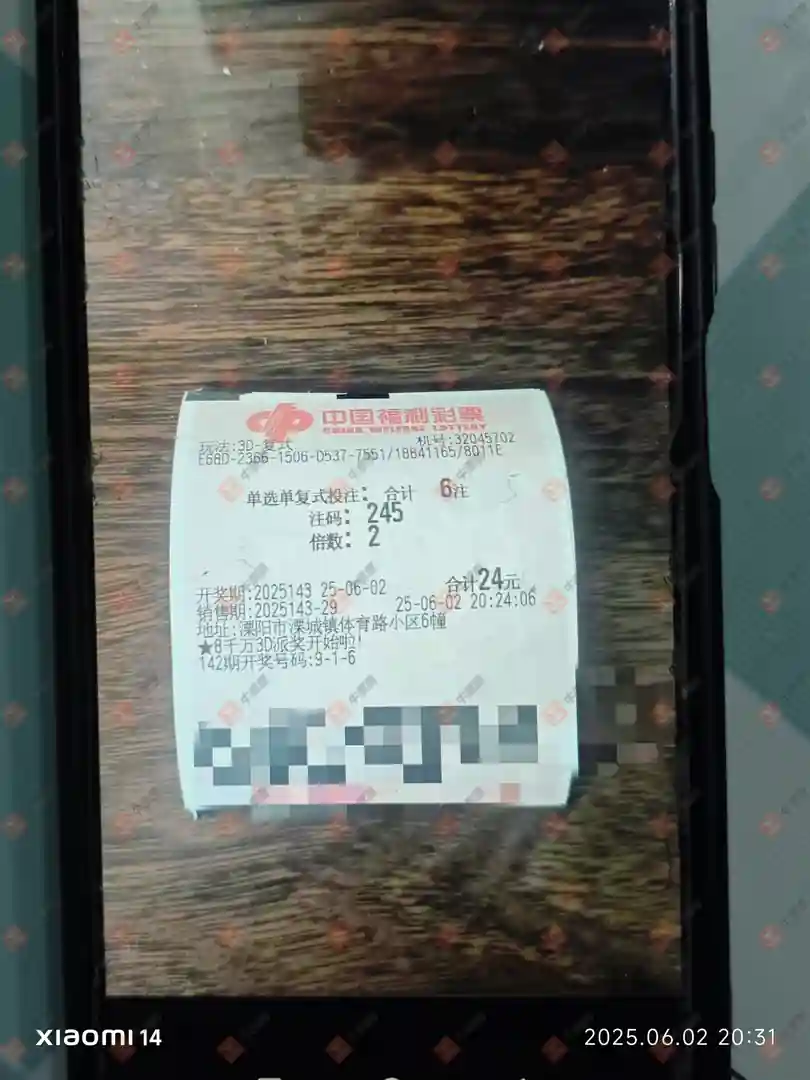 中国福利彩票
CHINA WELFARE LOTTERY
玩法:3D-复式 机号:32045702
E68D-2366-1506-0537-7551/18841165/8011E
单选单复式投注: 合计 6注
注码: 245
倍数: 2
开奖期:2025143 25-06-02 合计24元
销售期:2025143-29 25-06-02 20:24:06
地址:溧阳市溧城镇体育路小区6幢
★8千万3D派奖开始啦!
142期开奖号码:9-1-6
XIAOMI 14
2025.06.02 20:31